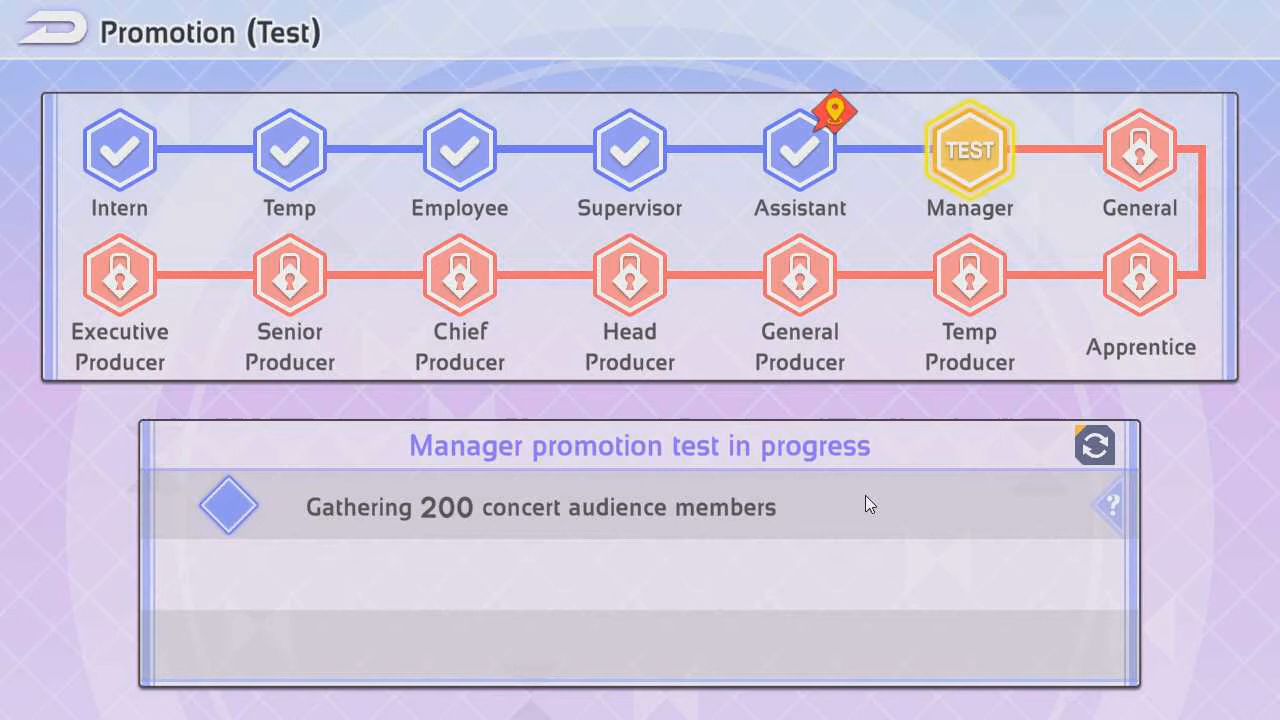 Promotion (Test)
TEST
Intern
Temp
Employee
Supervisor
Assistant
Manager
General
Executive
Producer
Senior
Producer
Chief
Producer
Head
Producer
General
Producer
Temp
Producer
Apprentice
Manager promotion test in progress
Gathering 200 concert audience members
?